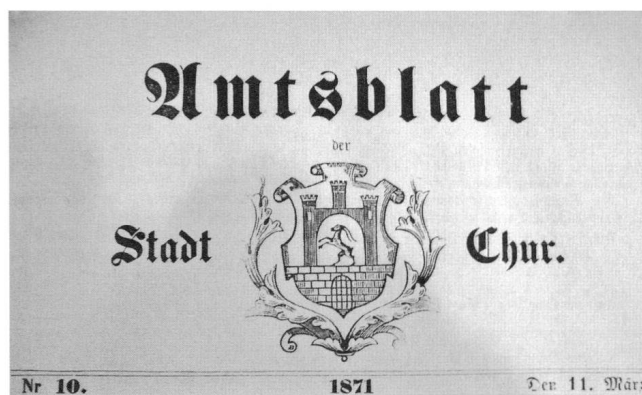 Amtsblatt
der
Stadt Chur.
Nr 10. 1871 Den 11. März